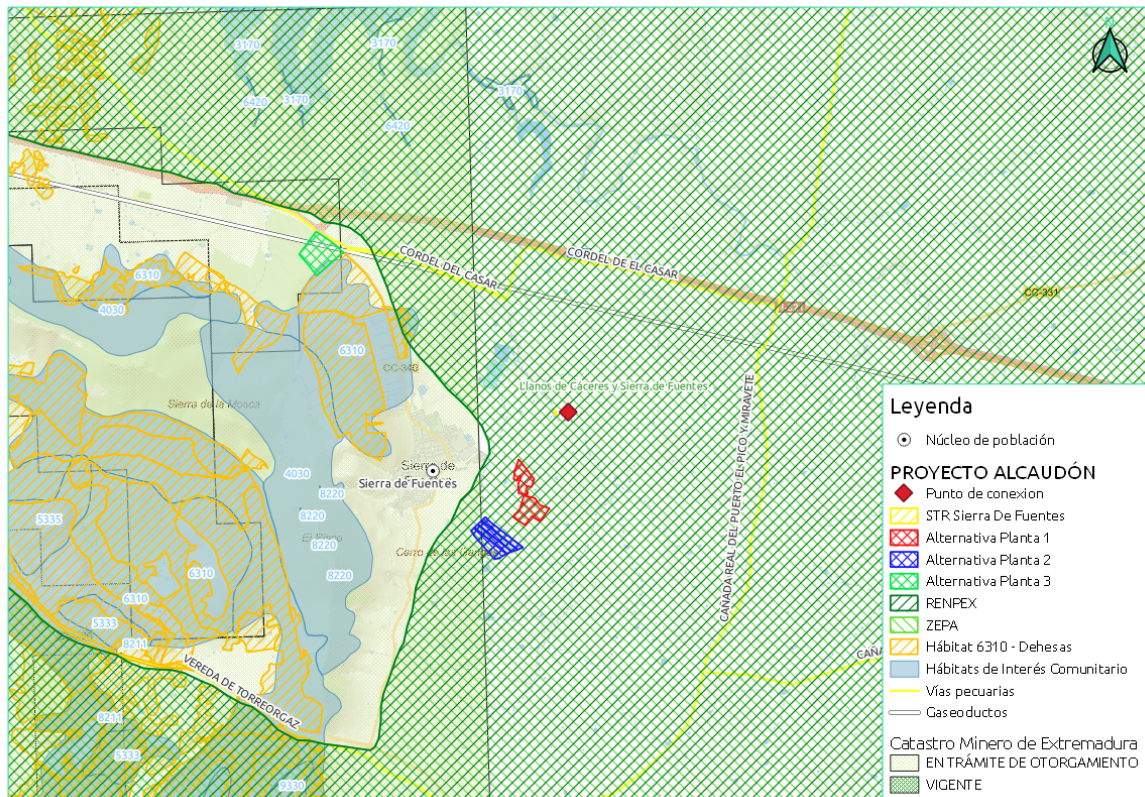 N
3170
3170
3170
6420
6420
CORDEL DEL CASAR
CORDEL DE EL CASAR
6310
4030
N-521
CC-331
6310
CC-343
Llanos de Cáceres y Sierra de Fuentes
Sierra de la Mosca
Sierra de
Sierra de Fuentes
4030
8220
8220
8220
8220
El Risco
5335
6310
6310
5333
8211
VEREDA DE TORREORGAZ
CAÑADA REAL DEL PUERTO EL PICO Y MIRAVETE
CAÑA
8211
5333
9330
Leyenda
Núcleo de población
PROYECTO ALCAUDÓN
Punto de conexion
STR Sierra De Fuentes
Alternativa Planta 1
Alternativa Planta 2
Alternativa Planta 3
RENPEX
ZEPA
Hábitat 6310 - Dehesas
Hábitats de Interés Comunitario
Vías pecuarias
Gaseoductos
Catastro Minero de Extremadura
EN TRÁMITE DE OTORGAMIENTO
VIGENTE